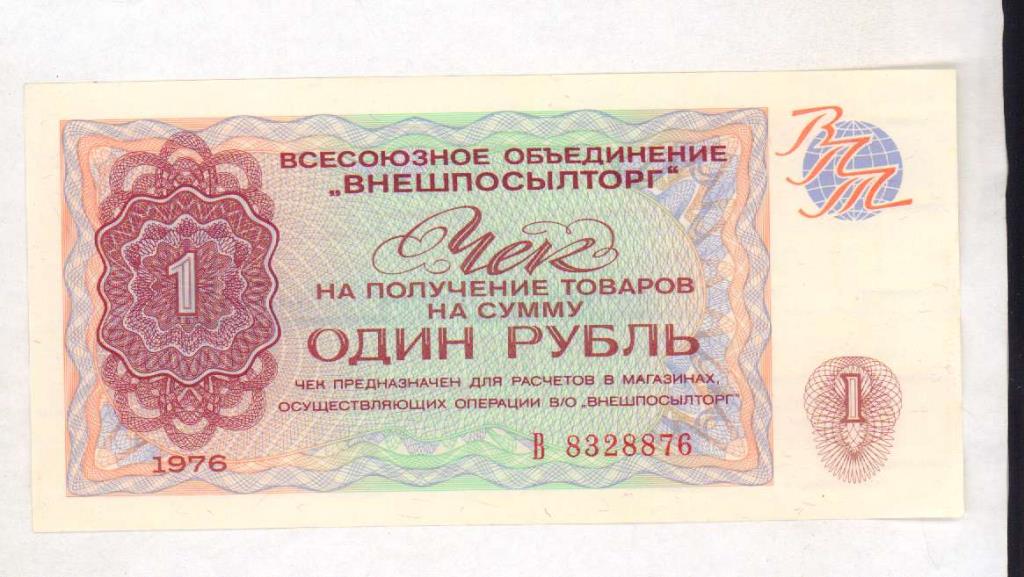 ВСЕСОЮЗНОЕ ОБЪЕДИНЕНИЕ
„ВНЕШПОСЫЛТОРГ“
ВПТ
Чек
НА ПОЛУЧЕНИЕ ТОВАРОВ
НА СУММУ
ОДИН РУБЛЬ
1
ЧЕК ПРЕДНАЗНАЧЕН ДЛЯ РАСЧЕТОВ В МАГАЗИНАХ,
ОСУЩЕСТВЛЯЮЩИХ ОПЕРАЦИИ В/О „ВНЕШПОСЫЛТОРГ“
1
1976
В 8328876